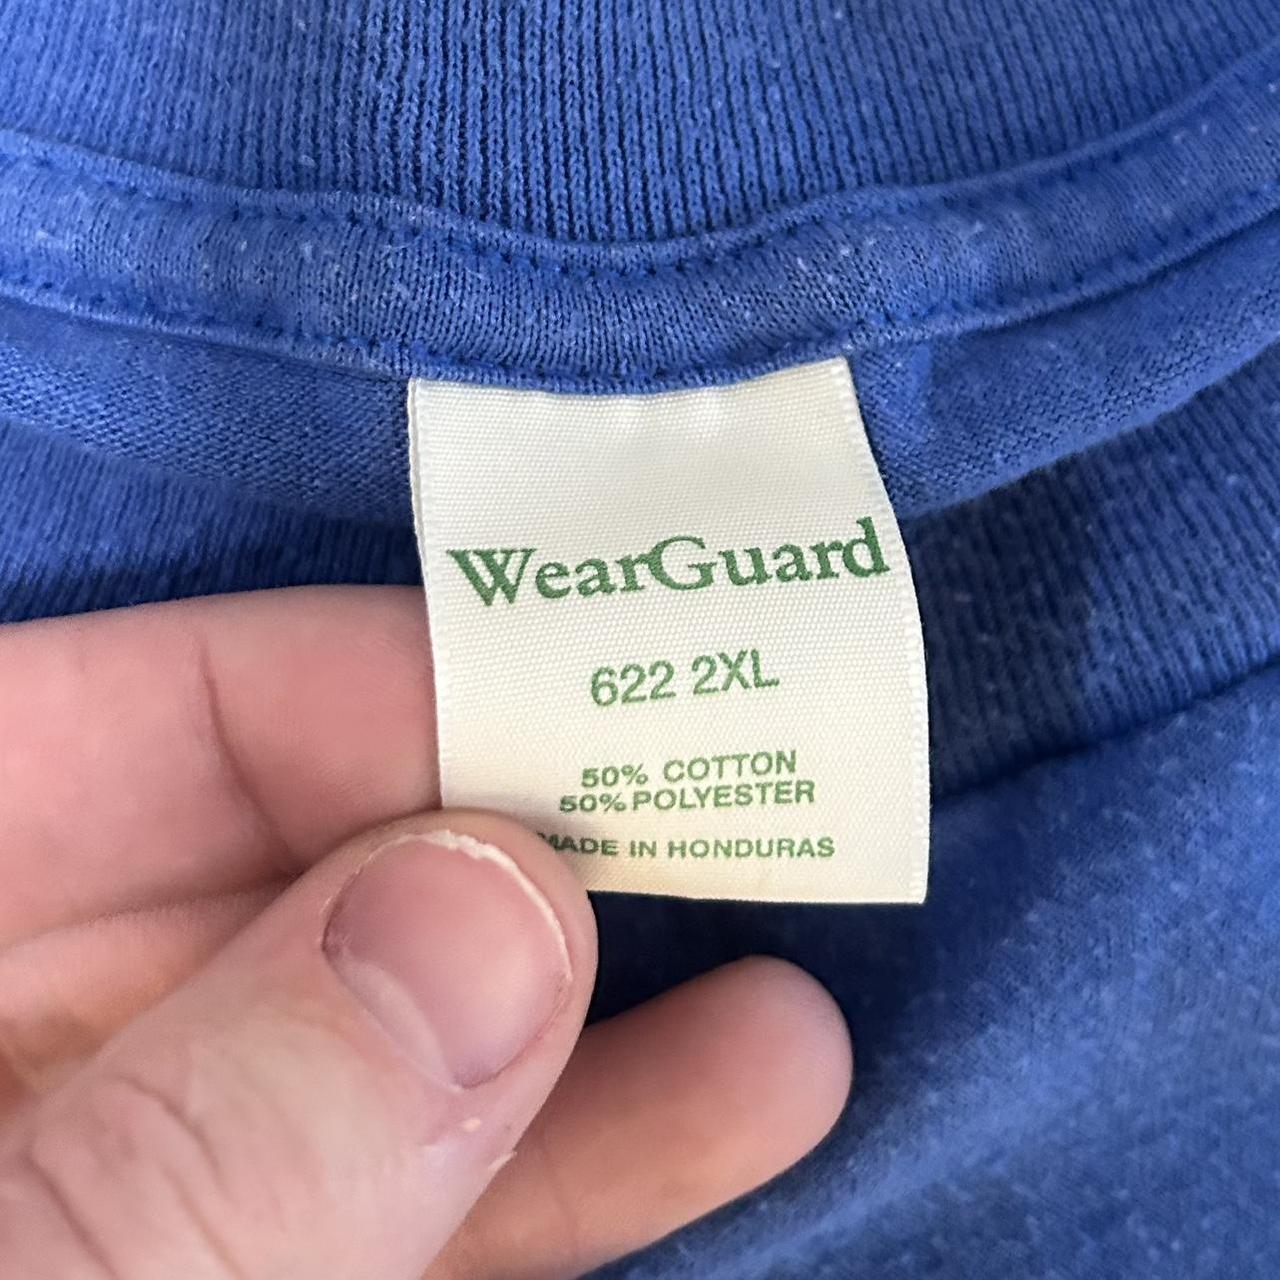 WearGuard
622 2XL
50% COTTON
50% POLYESTER
MADE IN HONDURAS